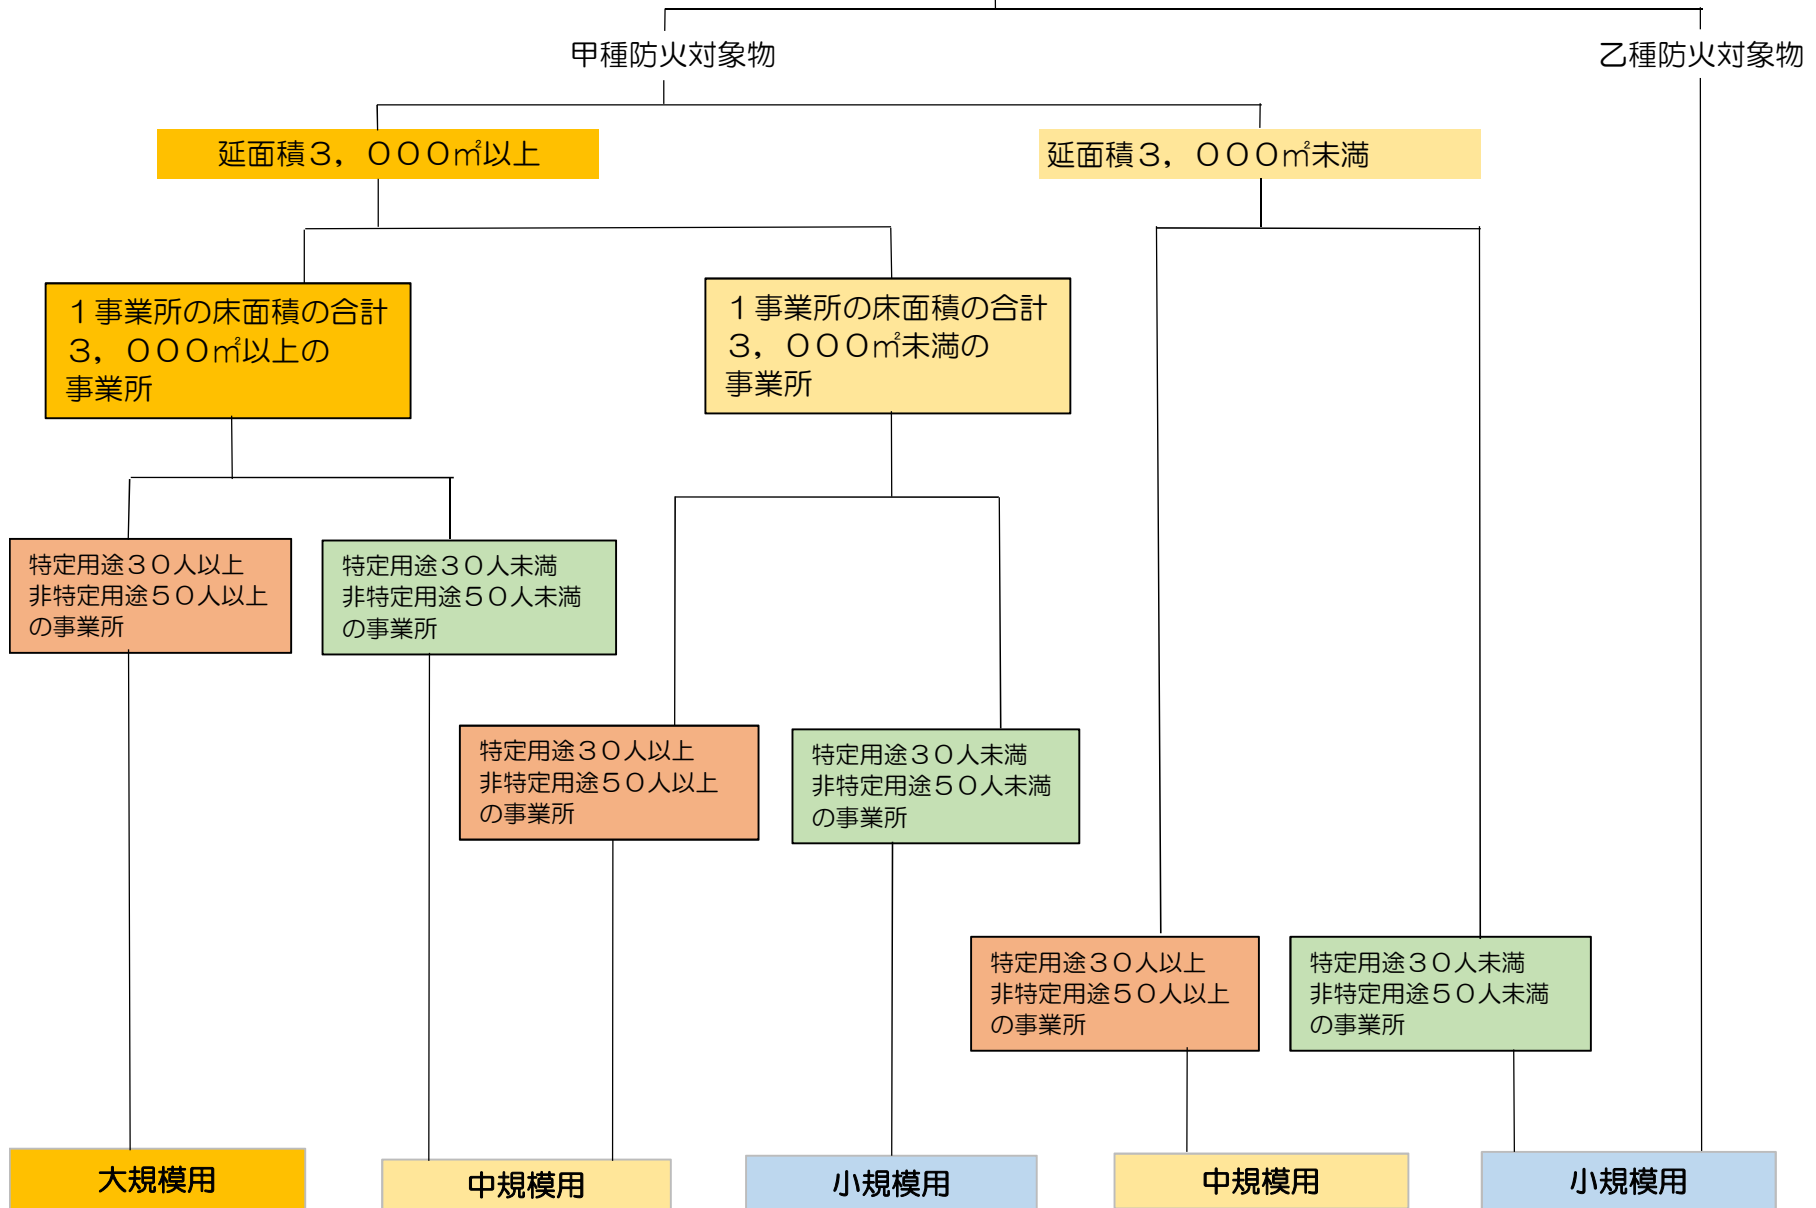 甲種防火対象物
乙種防火対象物
延面積３，０００㎡以上
延面積３，０００㎡未満
１事業所の床面積の合計
３，０００㎡以上の
事業所
１事業所の床面積の合計
３，０００㎡未満の
事業所
特定用途３０人以上
非特定用途５０人以上
の事業所
特定用途３０人未満
非特定用途５０人未満
の事業所
特定用途３０人以上
非特定用途５０人以上
の事業所
特定用途３０人未満
非特定用途５０人未満
の事業所
特定用途３０人以上
非特定用途５０人以上
の事業所
特定用途３０人未満
非特定用途５０人未満
の事業所
大規模用
中規模用
小規模用
中規模用
小規模用